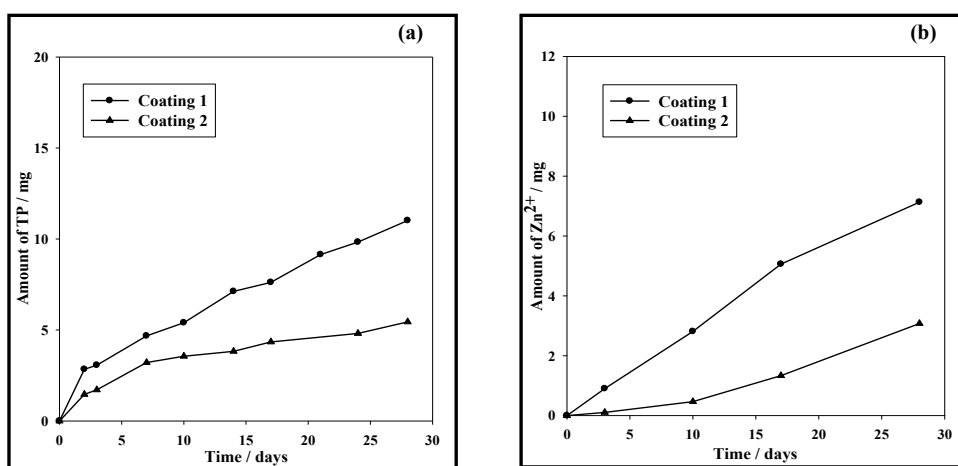 (a)
20
15
10
5
0
Amount of TP / mg
Coating 1
Coating 2
0 5 10 15 20 25 30
Time / days
(b)
12
10
8
6
4
2
0
Amount of Zn²⁺ / mg
Coating 1
Coating 2
0 5 10 15 20 25 30
Time / days